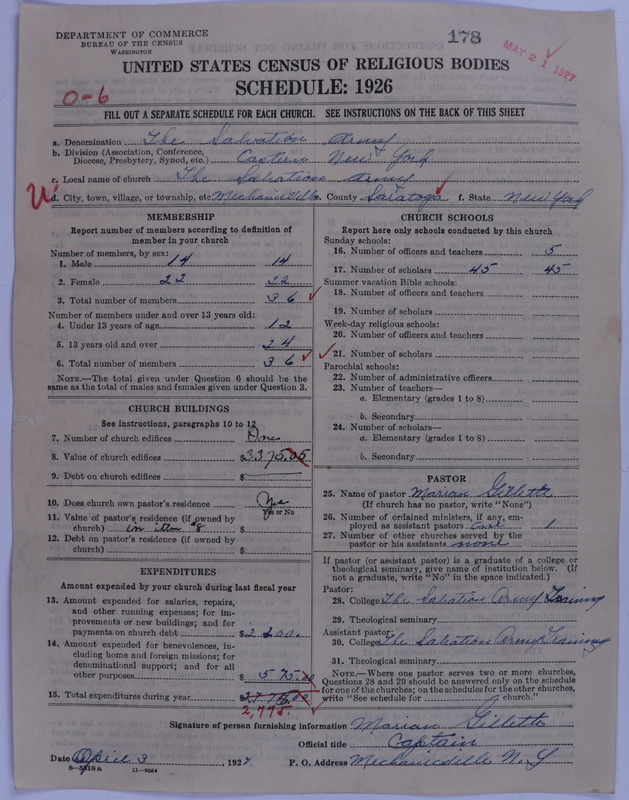 DEPARTMENT OF COMMERCE
BUREAU OF THE CENSUS
WASHINGTON
178
MAY 21 1927
UNITED STATES CENSUS OF RELIGIOUS BODIES
SCHEDULE: 1926
0-6
FILL OUT A SEPARATE SCHEDULE FOR EACH CHURCH. SEE INSTRUCTIONS ON THE BACK OF THIS SHEET
a. Denomination The Salvation Army
b. Division (Association, Conference, Diocese, Presbytery, Synod, etc.) Eastern New York
c. Local name of church The Salvation Army
d. City, town, village, or township, etc Mechanicville e. County Saratoga f. State New York
MEMBERSHIP
Report number of members according to definition of
member in your church
Number of members, by sex:
1. Male 14 14
2. Female 22 22
3. Total number of members 36
Number of members under and over 13 years old:
4. Under 13 years of age 12
5. 13 years old and over 24
6. Total number of members 36
NOTE.—The total given under Question 6 should be the
same as the total of males and females given under Question 3.
CHURCH BUILDINGS
See instructions, paragraphs 10 to 12
7. Number of church edifices One
8. Value of church edifices $3375.00
9. Debt on church edifices $
10. Does church own pastor's residence Yes
Yes or No
11. Value of pastor's residence (if owned by
church) in item #8 $
12. Debt on pastor's residence (if owned by
church) $
EXPENDITURES
Amount expended by your church during last fiscal year
13. Amount expended for salaries, repairs,
and other running expenses; for im-
provements or new buildings; and for
payments on church debt $2200.
14. Amount expended for benevolences, in-
cluding home and foreign missions; for
denominational support; and for all
other purposes $575.00
15. Total expenditures during year $
2,775.
CHURCH SCHOOLS
Report here only schools conducted by this church
Sunday schools:
16. Number of officers and teachers 5
17. Number of scholars 45 45
Summer vacation Bible schools:
18. Number of officers and teachers
19. Number of scholars
Week-day religious schools:
20. Number of officers and teachers
21. Number of scholars
Parochial schools:
22. Number of administrative officers
23. Number of teachers—
a. Elementary (grades 1 to 8)
b. Secondary
24. Number of scholars—
a. Elementary (grades 1 to 8)
b. Secondary
PASTOR
25. Name of pastor Marian Gillette
(If church has no pastor, write "None")
26. Number of ordained ministers, if any, em-
ployed as assistant pastors one 1
27. Number of other churches served by the
pastor or his assistants none
If pastor (or assistant pastor) is a graduate of a college or
theological seminary, give name of institution below. (If
not a graduate, write "No" in the space indicated.)
Pastor:
28. College The Salvation Army Training
29. Theological seminary
Assistant pastor:
30. College The Salvation Army Training
31. Theological seminary
NOTE.—Where one pastor serves two or more churches,
Questions 28 and 29 should be answered only on the schedule
for one of the churches; on the schedules for the other churches,
write "See schedule for church."
Signature of person furnishing information Marian Gillette
Official title Captain
Date April 3, 1927 P. O. Address Mechanicville N. Y
8—5518a 11—9084